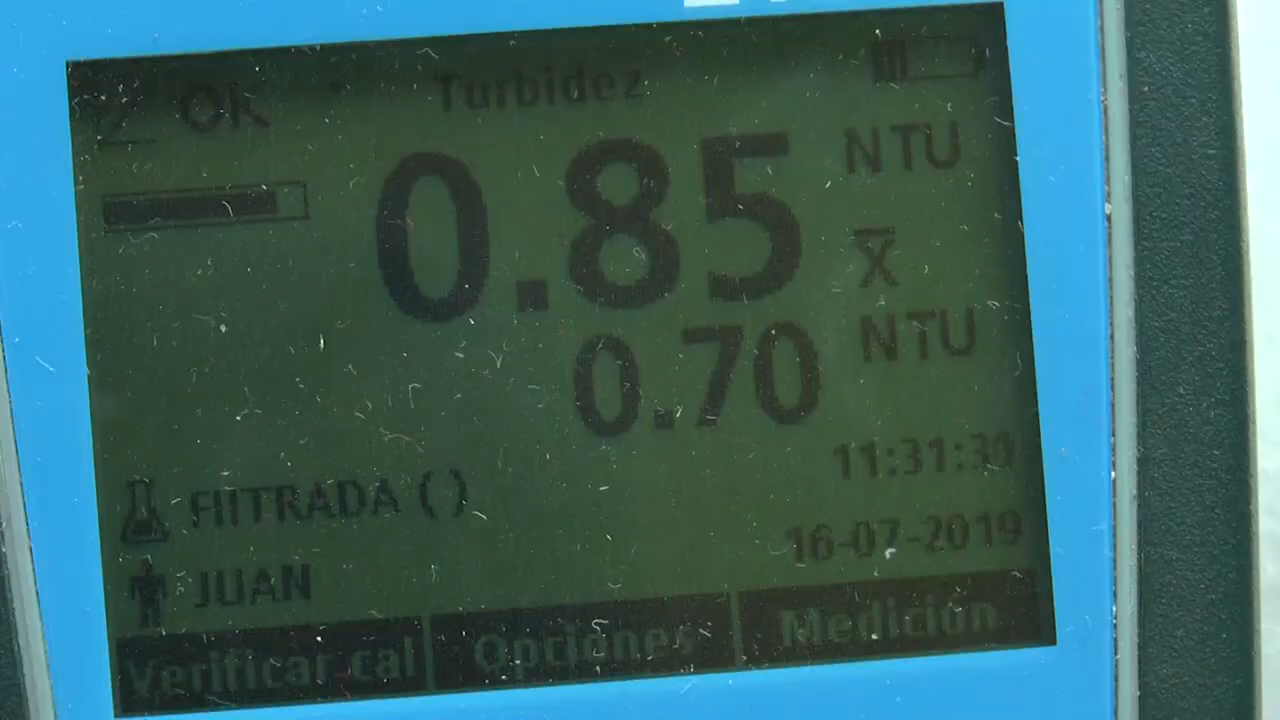 OK
Turbidez
0.85 NTU
x̅
0.70 NTU
11:31:30
FIITRADA ()
16-07-2019
JUAN
Verificar cal Opciones Medición